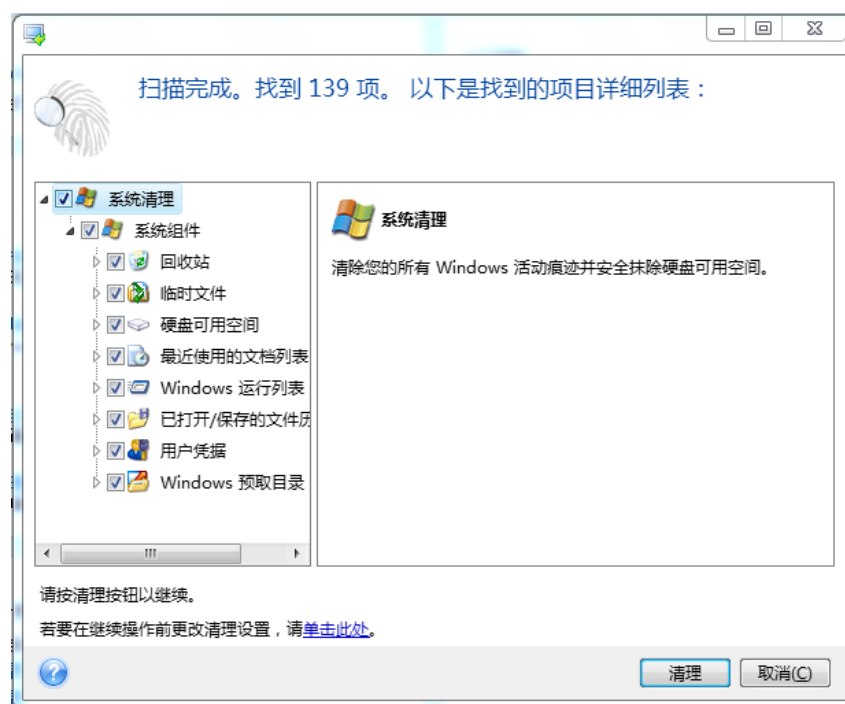 扫描完成。找到 139 项。 以下是找到的项目详细列表：
系统清理
系统组件
回收站
临时文件
硬盘可用空间
最近使用的文档列表
Windows 运行列表
已打开/保存的文件历
用户凭据
Windows 预取目录
系统清理
清除您的所有 Windows 活动痕迹并安全抹除硬盘可用空间。
请按清理按钮以继续。
若要在继续操作前更改清理设置，请单击此处。
清理
取消(C)